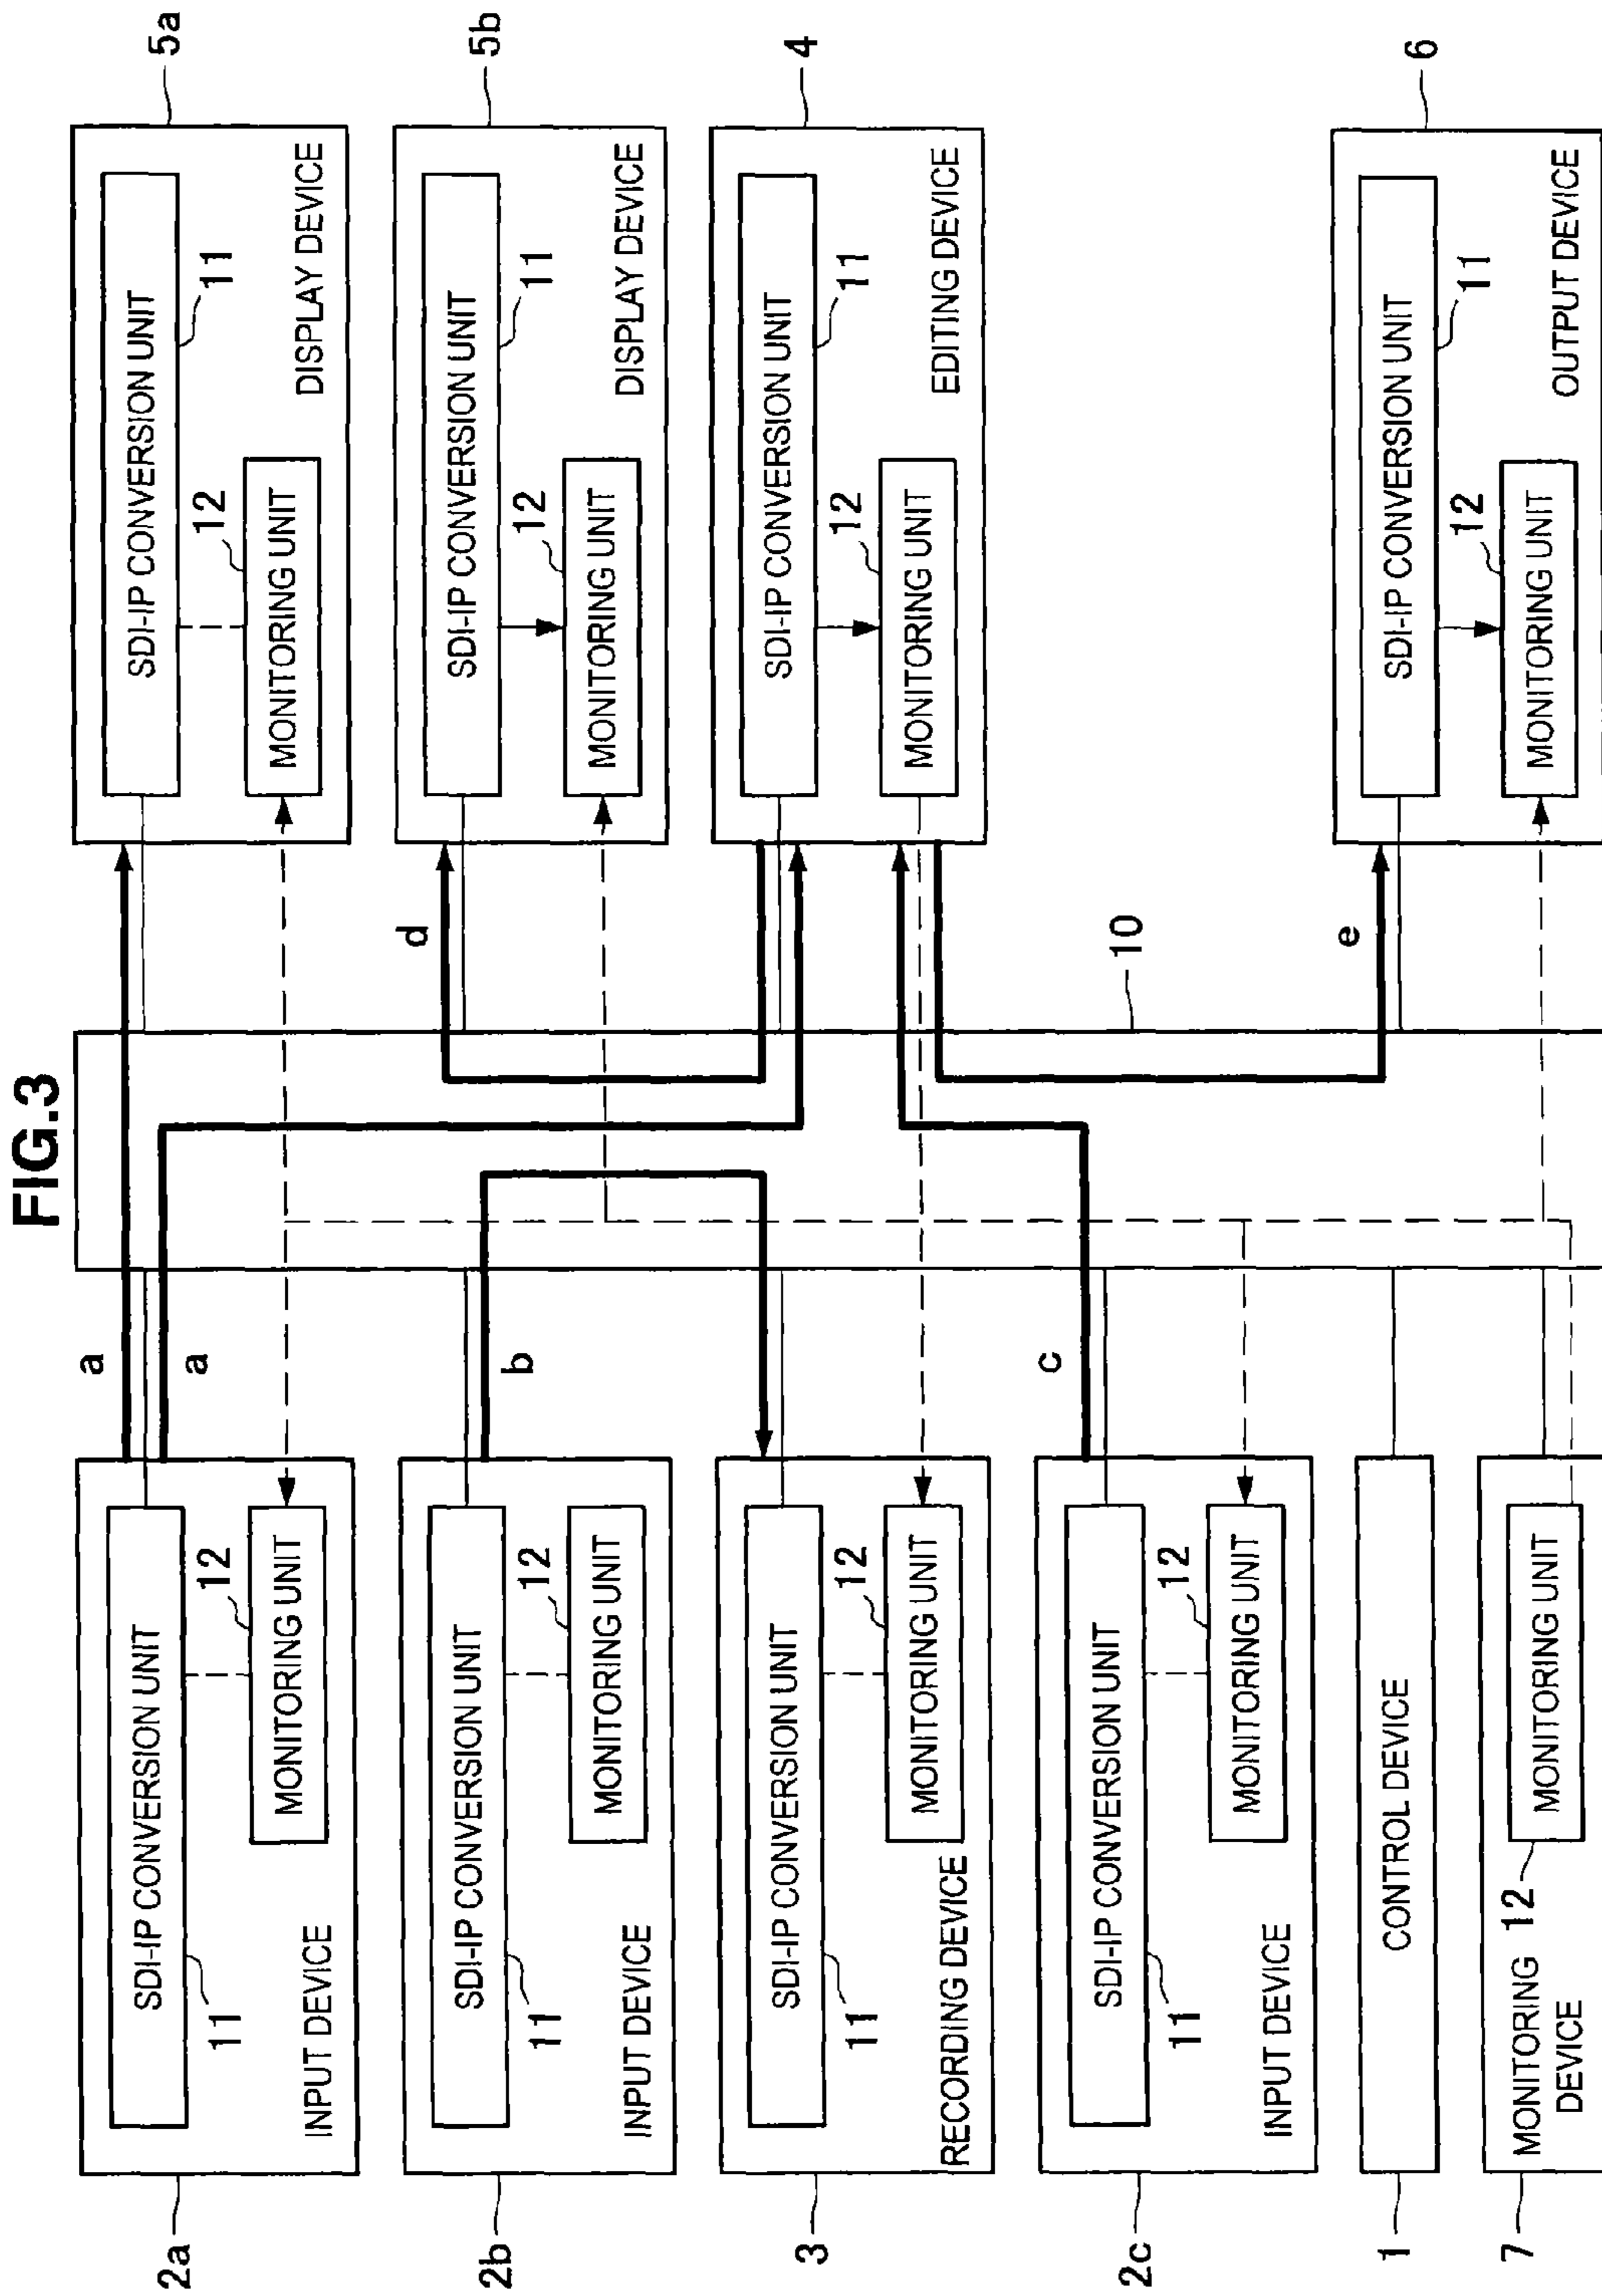 FIG.3
2a
SDI-IP CONVERSION UNIT
11
12
MONITORING UNIT
INPUT DEVICE
a
a
2b
SDI-IP CONVERSION UNIT
11
12
MONITORING UNIT
INPUT DEVICE
b
3
SDI-IP CONVERSION UNIT
11
12
MONITORING UNIT
RECORDING DEVICE
2c
SDI-IP CONVERSION UNIT
11
12
MONITORING UNIT
INPUT DEVICE
c
1
CONTROL DEVICE
7
MONITORING
DEVICE
12
MONITORING UNIT
10
5a
SDI-IP CONVERSION UNIT
11
12
MONITORING UNIT
DISPLAY DEVICE
5b
SDI-IP CONVERSION UNIT
11
12
MONITORING UNIT
DISPLAY DEVICE
d
4
SDI-IP CONVERSION UNIT
11
12
MONITORING UNIT
EDITING DEVICE
6
SDI-IP CONVERSION UNIT
11
12
MONITORING UNIT
OUTPUT DEVICE
e